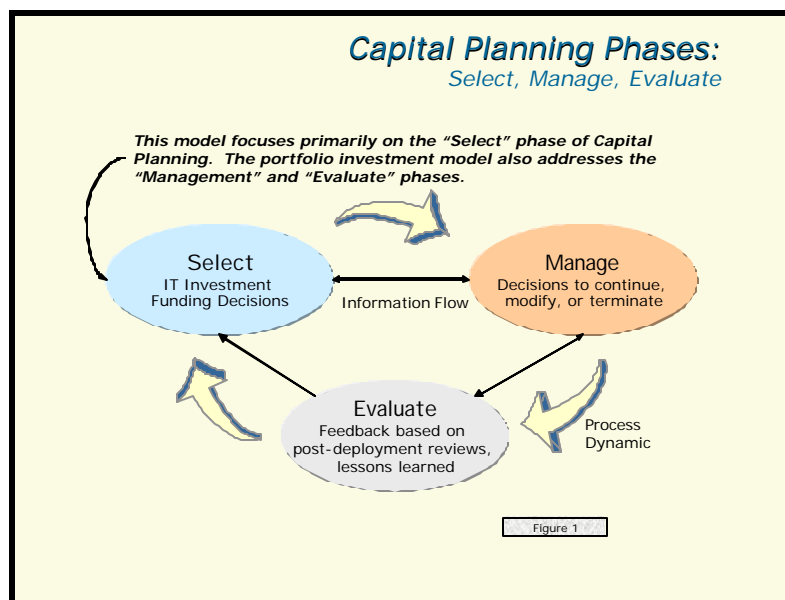 Capital Planning Phases:
Select, Manage, Evaluate
This model focuses primarily on the “Select” phase of Capital
Planning. The portfolio investment model also addresses the
“Management” and “Evaluate” phases.
Select
IT Investment
Funding Decisions
Manage
Decisions to continue,
modify, or terminate
Information Flow
Evaluate
Feedback based on
post-deployment reviews,
lessons learned
Process
Dynamic
Figure 1